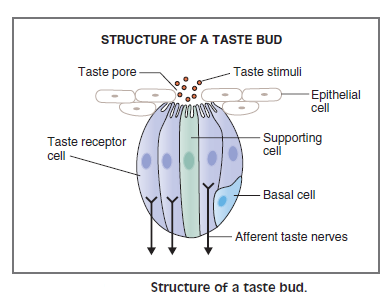 STRUCTURE OF A TASTE BUD
Taste pore
Taste stimuli
Epithelial
cell
Taste receptor
cell
Supporting
cell
Basal cell
Afferent taste nerves
Structure of a taste bud.